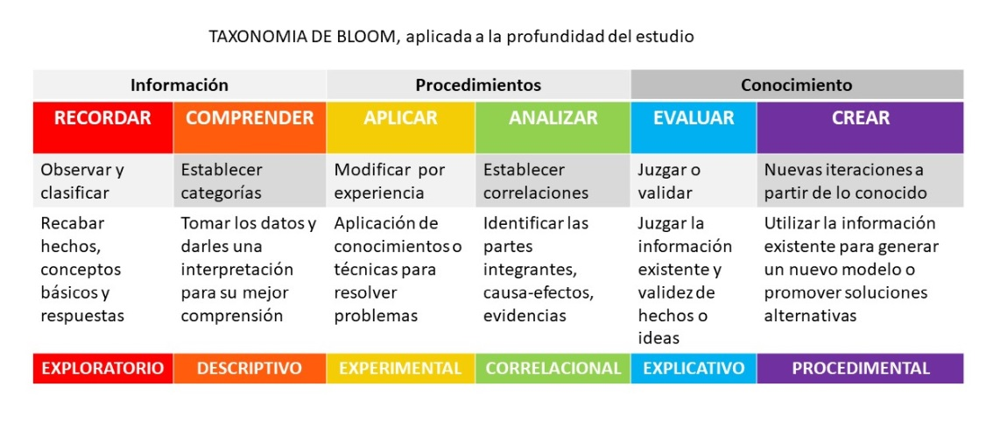 TAXONOMIA DE BLOOM, aplicada a la profundidad del estudio
Información
Procedimientos
Conocimiento
RECORDAR
COMPRENDER
APLICAR
ANALIZAR
EVALUAR
CREAR
Observar y
clasificar
Establecer
categorías
Modificar por
experiencia
Establecer
correlaciones
Juzgar o
validar
Nuevas iteraciones a
partir de lo conocido
Recabar
hechos,
conceptos
básicos y
respuestas
Tomar los datos y
darles una
interpretación
para su mejor
comprensión
Aplicación de
conocimientos o
técnicas para
resolver
problemas
Identificar las
partes
integrantes,
causa-efectos,
evidencias
Juzgar la
información
existente y
validez de
hechos o
ideas
Utilizar la información
existente para generar
un nuevo modelo o
promover soluciones
alternativas
EXPLORATORIO
DESCRIPTIVO
EXPERIMENTAL
CORRELACIONAL
EXPLICATIVO
PROCEDIMENTAL